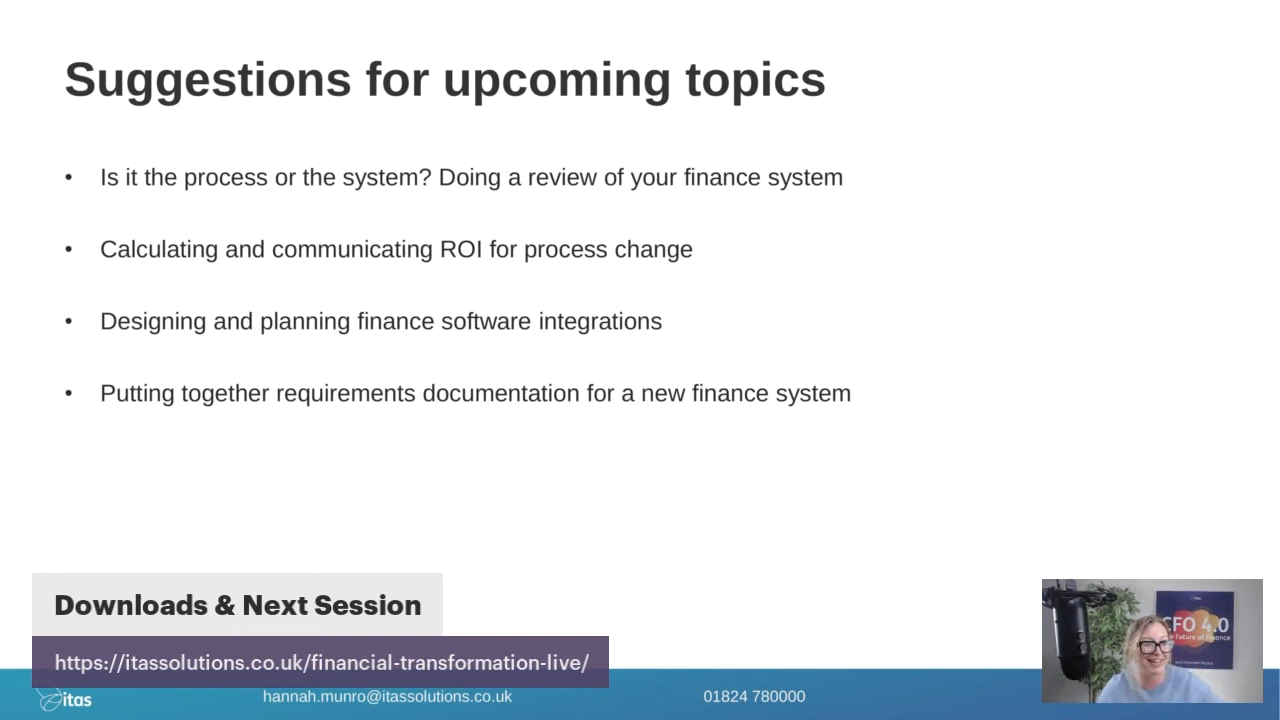 Suggestions for upcoming topics
• Is it the process or the system? Doing a review of your finance system
• Calculating and communicating ROI for process change
• Designing and planning finance software integrations
• Putting together requirements documentation for a new finance system
Downloads & Next Session
https://itassolutions.co.uk/financial-transformation-live/
itas
hannah.munro@itassolutions.co.uk
01824 780000
CFO 4.0
Future of Finance